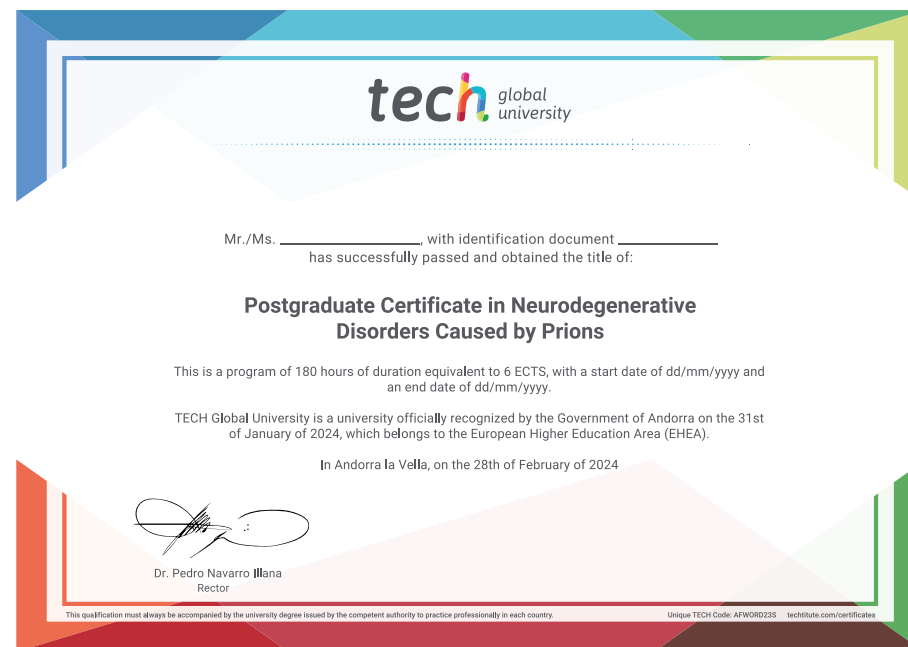 tech global
university
Mr./Ms. ____________________, with identification document ______________
has successfully passed and obtained the title of:
Postgraduate Certificate in Neurodegenerative
Disorders Caused by Prions
This is a program of 180 hours of duration equivalent to 6 ECTS, with a start date of dd/mm/yyyy and
an end date of dd/mm/yyyy.
TECH Global University is a university officially recognized by the Government of Andorra on the 31st
of January of 2024, which belongs to the European Higher Education Area (EHEA).
In Andorra la Vella, on the 28th of February of 2024
Dr. Pedro Navarro Illana
Rector
This qualification must always be accompanied by the university degree issued by the competent authority to practice professionally in each country. Unique TECH Code: AFWORD23S techtitute.com/certificates